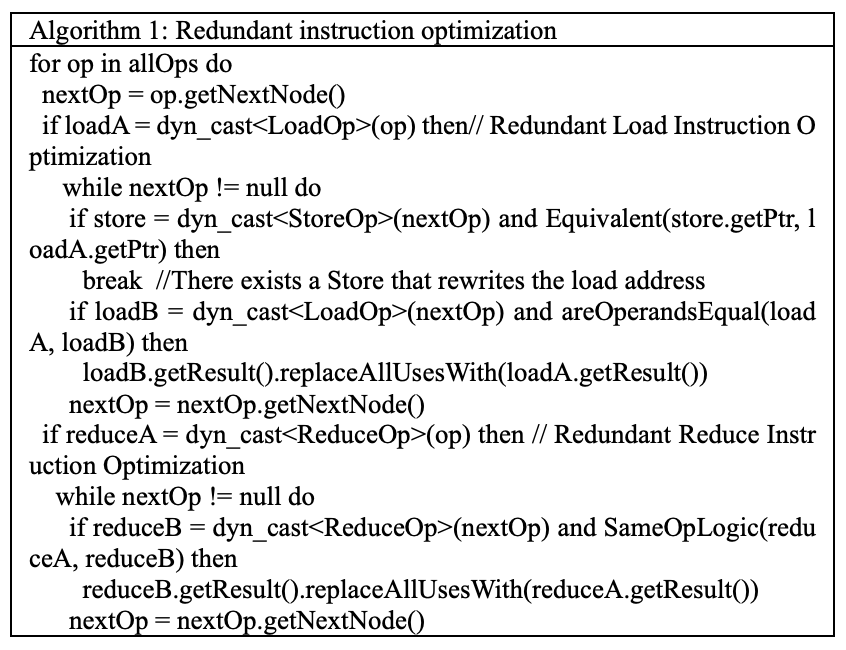 Algorithm 1: Redundant instruction optimization
for op in allOps do
nextOp = op.getNextNode()
if loadA = dyn_cast<LoadOp>(op) then// Redundant Load Instruction O
ptimization
while nextOp != null do
if store = dyn_cast<StoreOp>(nextOp) and Equivalent(store.getPtr, l
oadA.getPtr) then
break //There exists a Store that rewrites the load address
if loadB = dyn_cast<LoadOp>(nextOp) and areOperandsEqual(load
A, loadB) then
loadB.getResult().replaceAllUsesWith(loadA.getResult())
nextOp = nextOp.getNextNode()
if reduceA = dyn_cast<ReduceOp>(op) then // Redundant Reduce Instr
uction Optimization
while nextOp != null do
if reduceB = dyn_cast<ReduceOp>(nextOp) and SameOpLogic(redu
ceA, reduceB) then
reduceB.getResult().replaceAllUsesWith(reduceA.getResult())
nextOp = nextOp.getNextNode()